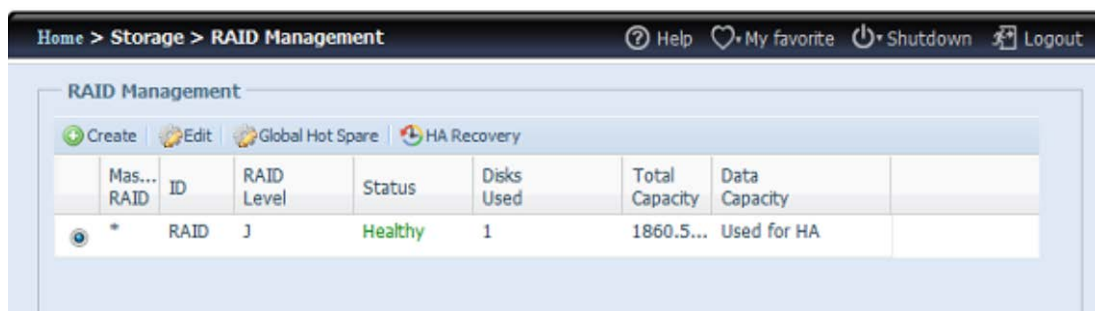 Home > Storage > RAID Management Help My favorite Shutdown Logout
RAID Management
Create Edit Global Hot Spare HA Recovery
Mas... RAID ID RAID Level Status Disks Used Total Capacity Data Capacity
* RAID J Healthy 1 1860.5... Used for HA